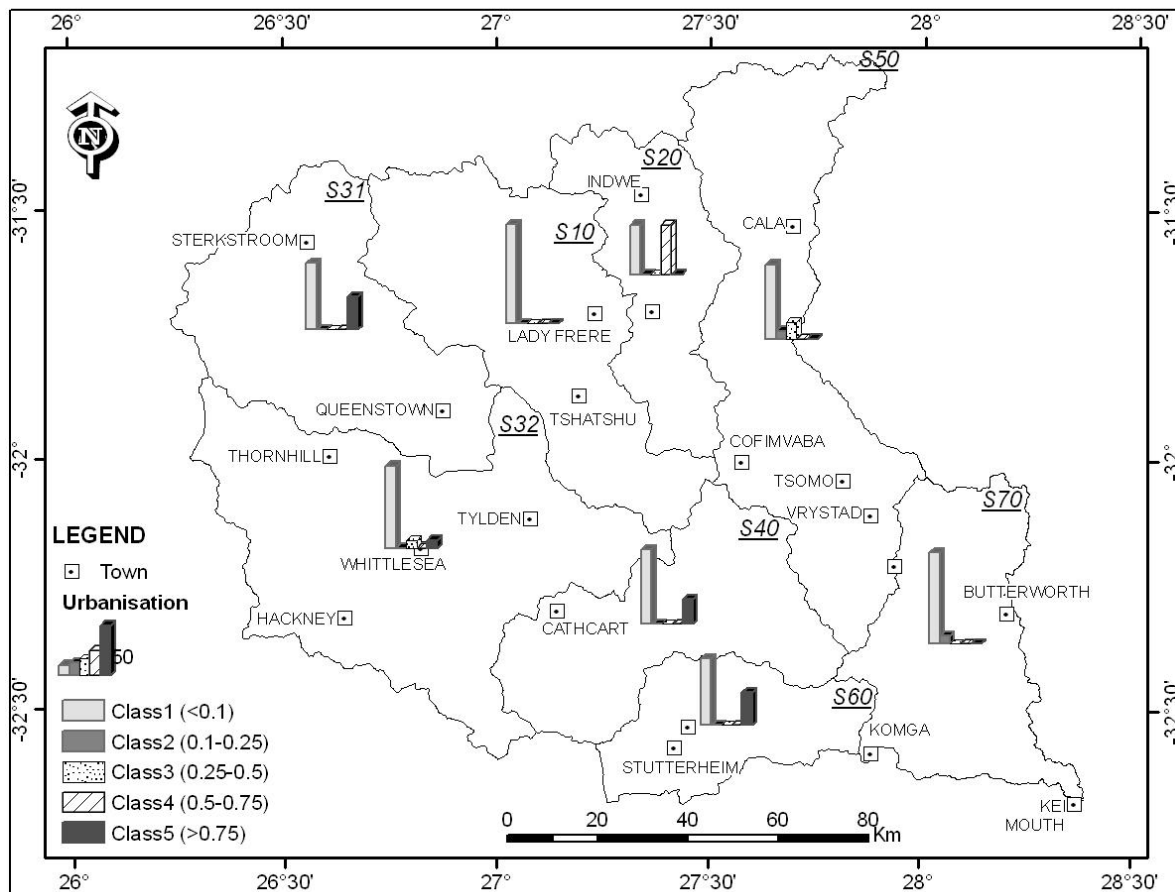 26°
26°30'
27°
27°30'
28°
28°30'
S50
N
S20
INDWE
-31°30'
-31°30'
S31
S10
CALA
STERKSTROOM
LADY FRERE
QUEENSTOWN
TSHATSHU
S32
COFIMVABA
-32°
-32°
THORNHILL
TSOMO
S70
TYLDEN
VRYSTAD
S40
LEGEND
Town
WHITTLESEA
Urbanisation
BUTTERWORTH
HACKNEY
CATHCART
50
Class1 (<0.1)
S60
-32°30'
-32°30'
Class2 (0.1-0.25)
KOMGA
Class3 (0.25-0.5)
STUTTERHEIM
Class4 (0.5-0.75)
KEI
MOUTH
Class5 (>0.75)
0 20 40 60 80
Km
26°
26°30'
27°
27°30'
28°
28°30'